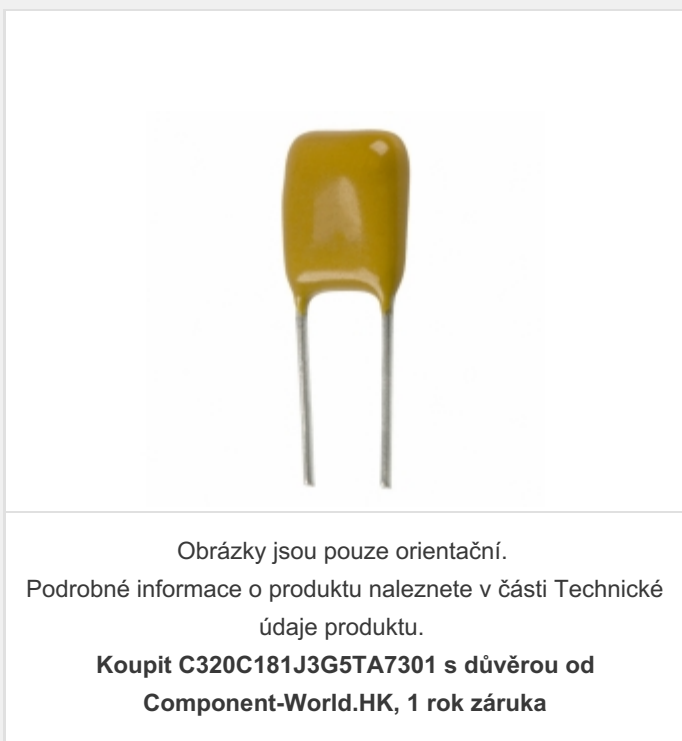 Obrázky jsou pouze orientační.
Podrobné informace o produktu naleznete v části Technické
údaje produktu.
Koupit C320C181J3G5TA7301 s důvěrou od
Component-World.HK, 1 rok záruka